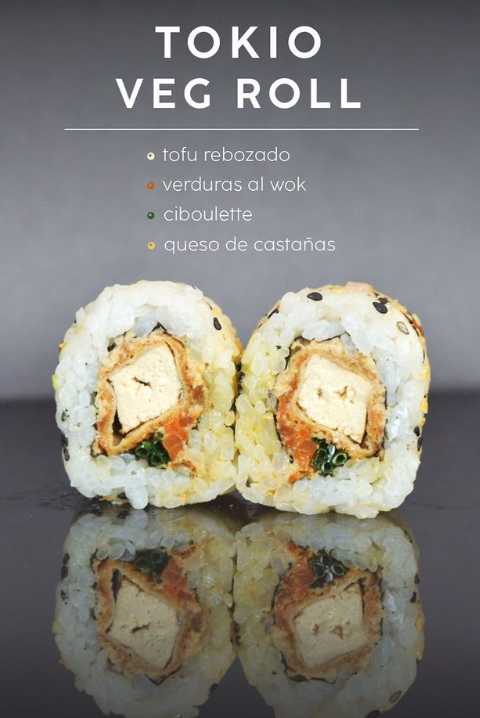 TOKIO
VEG ROLL
tofu rebozado
verduras al wok
ciboulette
queso de castañas